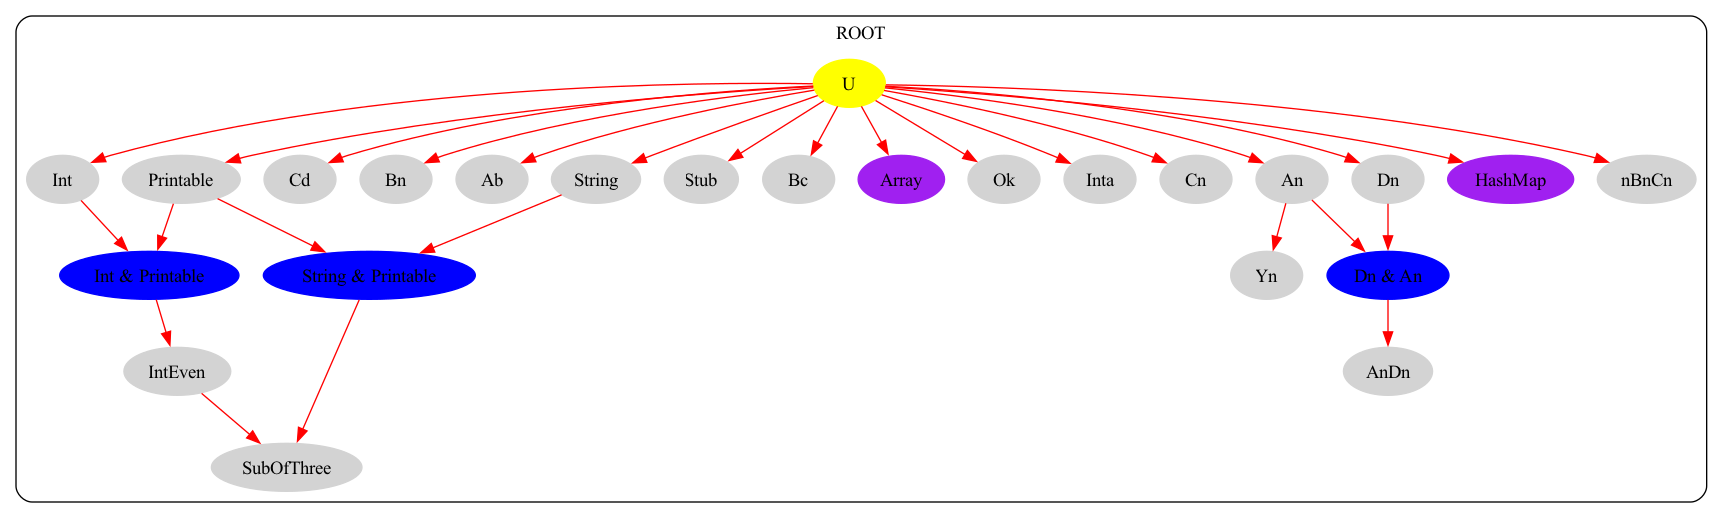 ROOT
U
Int
Printable
Cd
Bn
Ab
String
Stub
Bc
Array
Ok
Inta
Cn
An
Dn
HashMap
nBnCn
Int & Printable
String & Printable
Yn
Dn & An
IntEven
AnDn
SubOfThree